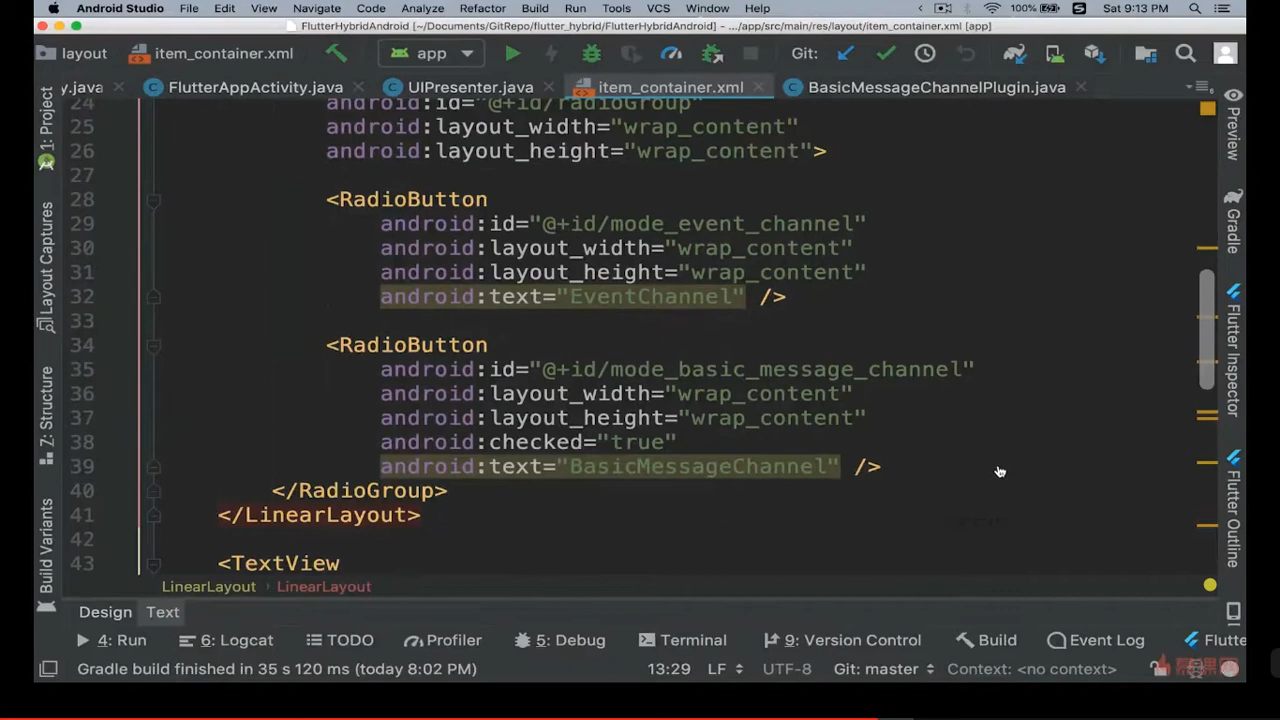 Android Studio File Edit View Navigate Code Analyze Refactor Build Run Tools VCS Window Help 100% Sat 9:13 PM
FlutterHybridAndroid [~/Documents/GitRepo/flutter_hybrid/FlutterHybridAndroid] - .../app/src/main/res/layout/item_container.xml [app]
layout item_container.xml app Git:
y.java FlutterAppActivity.java UIPresenter.java item_container.xml BasicMessageChannelPlugin.java
24 android:id="@+id/radioGroup"
25 android:layout_width="wrap_content"
26 android:layout_height="wrap_content">
27
28 <RadioButton
29 android:id="@+id/mode_event_channel"
30 android:layout_width="wrap_content"
31 android:layout_height="wrap_content"
32 android:text="EventChannel" />
33
34 <RadioButton
35 android:id="@+id/mode_basic_message_channel"
36 android:layout_width="wrap_content"
37 android:layout_height="wrap_content"
38 android:checked="true"
39 android:text="BasicMessageChannel" />
40 </RadioGroup>
41 </LinearLayout>
42
43 <TextView
1: Project
Layout Captures
Z: Structure
Build Variants
Preview
Gradle
Flutter Inspector
Flutter Outline
LinearLayout › LinearLayout
Design Text
4: Run 6: Logcat TODO Profiler 5: Debug Terminal 9: Version Control Build Event Log Flutte
Gradle build finished in 35 s 120 ms (today 8:02 PM) 13:29 LF UTF-8 Git: master Context: <no context>